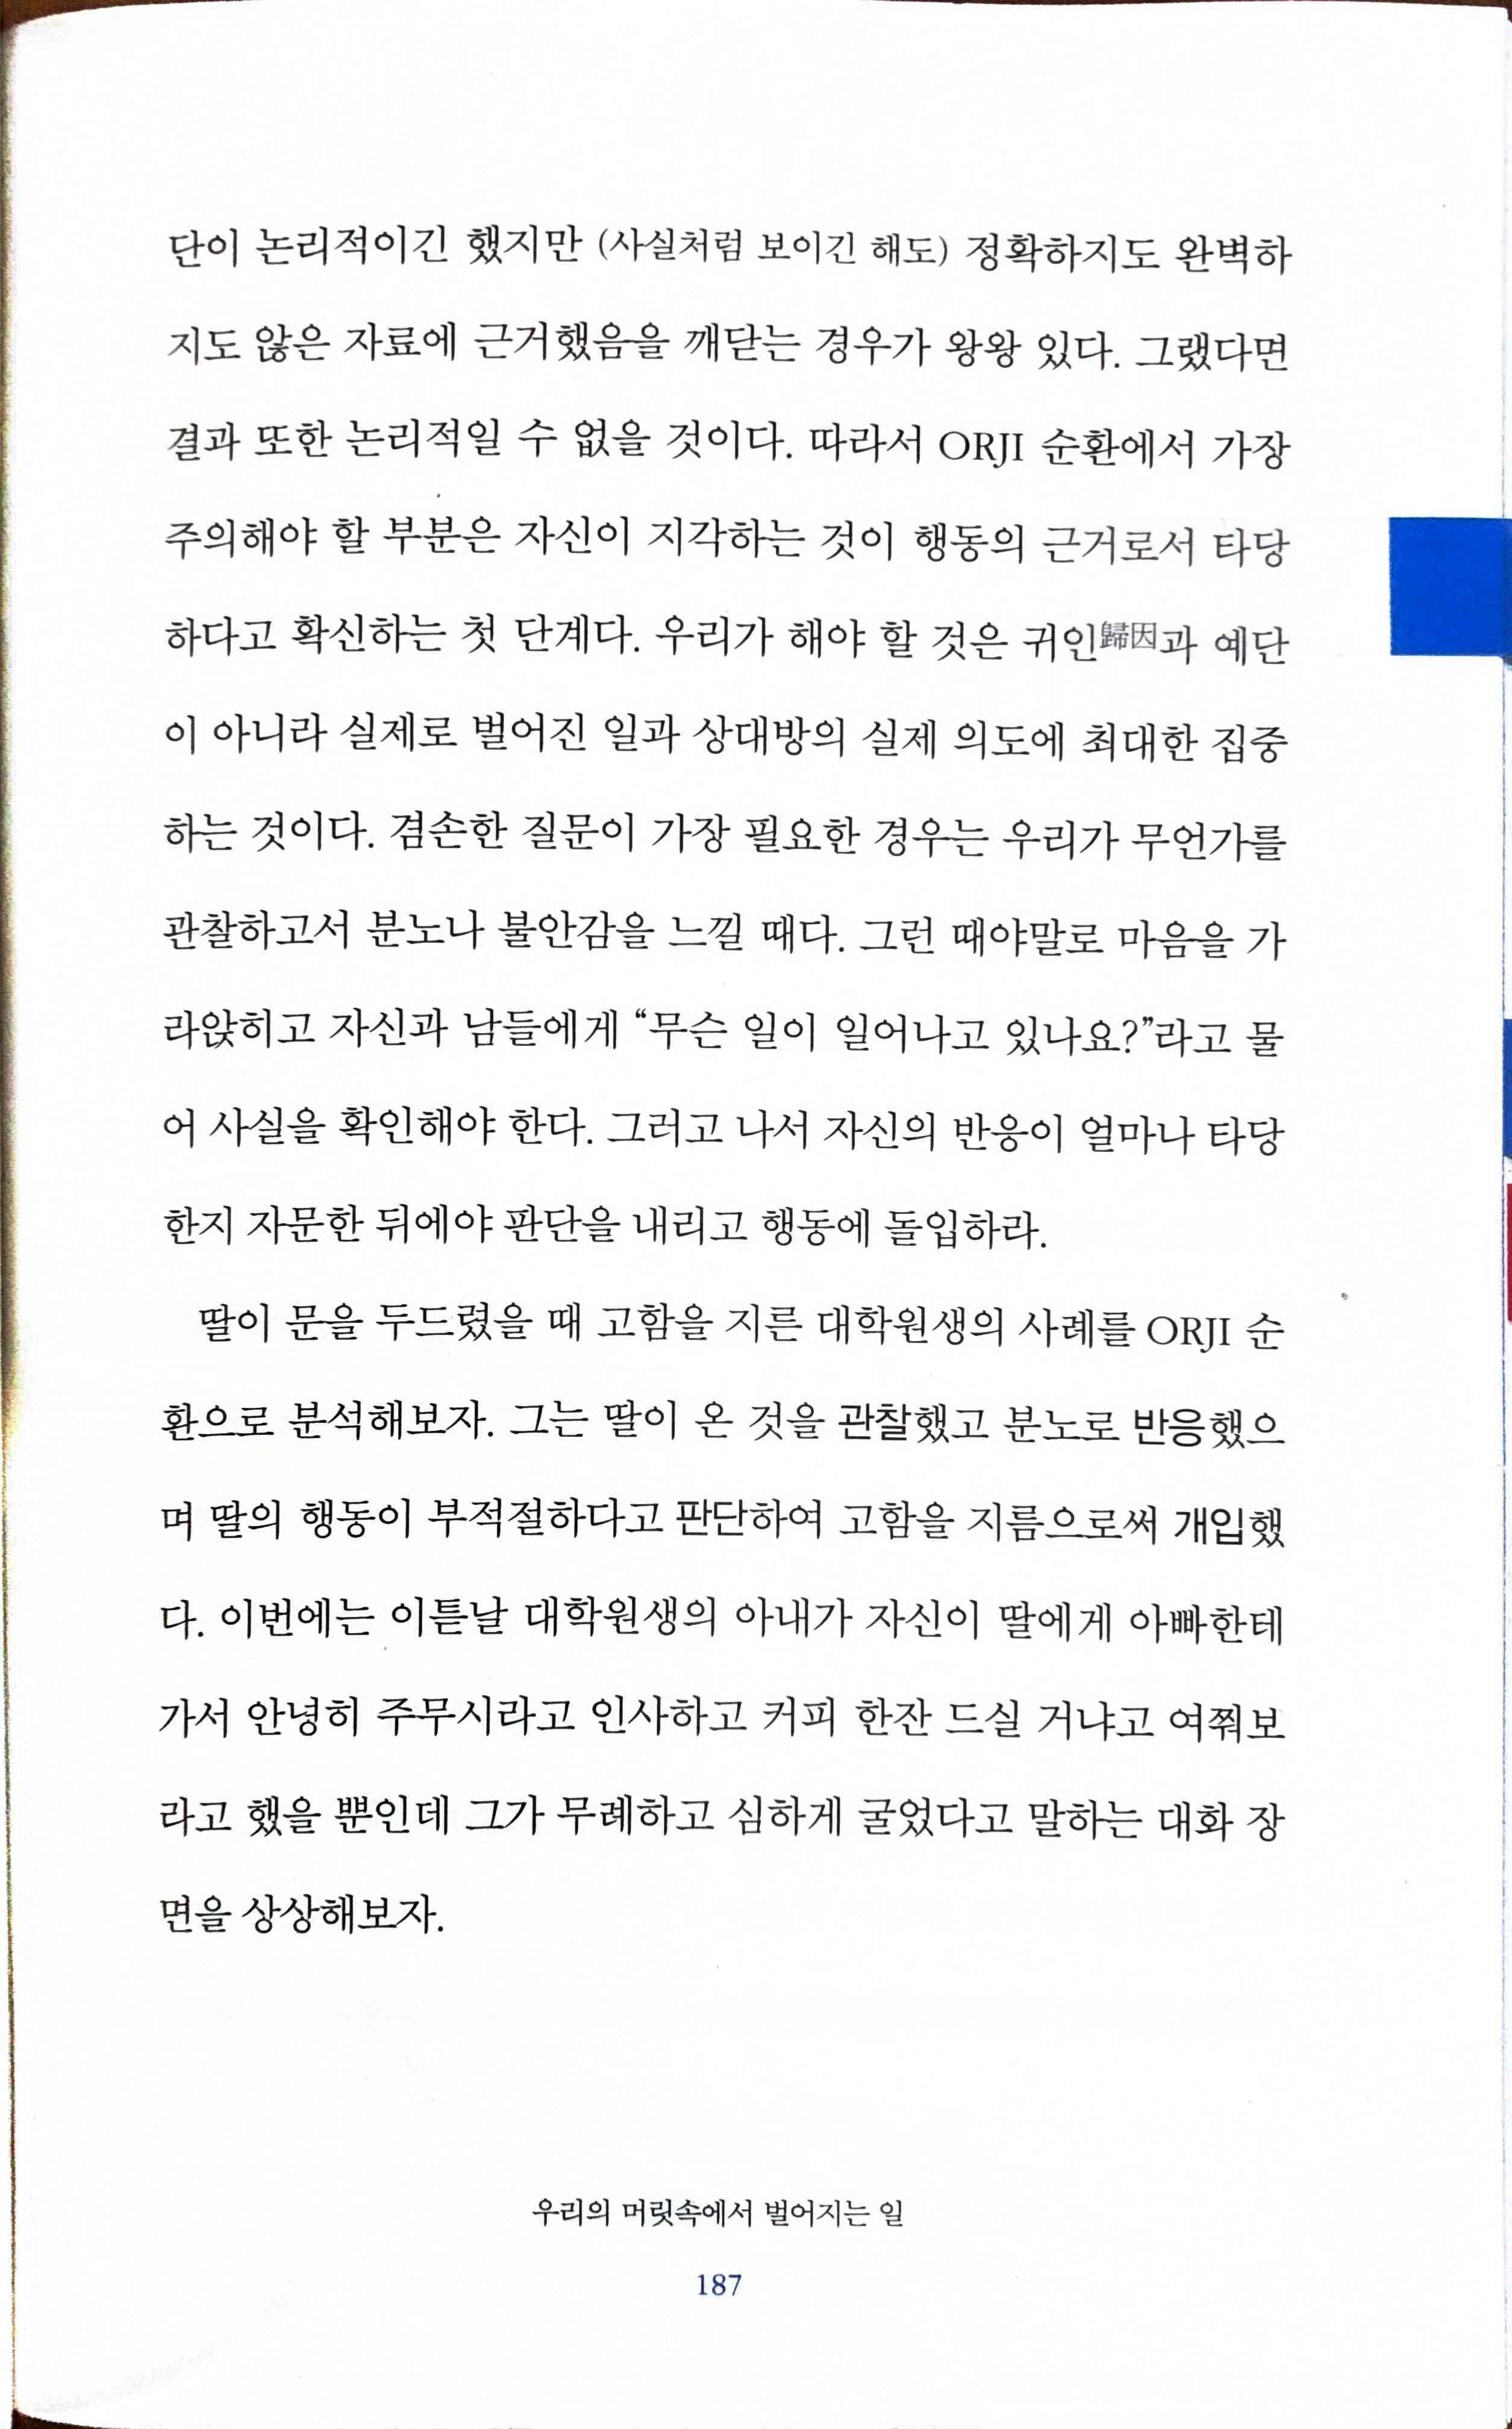 단이 논리적이긴 했지만 (사실처럼 보이긴 해도) 정확하지도 완벽하
지도 않은 자료에 근거했음을 깨닫는 경우가 왕왕 있다. 그랬다면
결과 또한 논리적일 수 없을 것이다. 따라서 ORJI 순환에서 가장
주의해야 할 부분은 자신이 지각하는 것이 행동의 근거로서 타당
하다고 확신하는 첫 단계다. 우리가 해야 할 것은 귀인歸因과 예단
이 아니라 실제로 벌어진 일과 상대방의 실제 의도에 최대한 집중
하는 것이다. 겸손한 질문이 가장 필요한 경우는 우리가 무언가를
관찰하고서 분노나 불안감을 느낄 때다. 그런 때야말로 마음을 가
라앉히고 자신과 남들에게 “무슨 일이 일어나고 있나요?”라고 물
어 사실을 확인해야 한다. 그러고 나서 자신의 반응이 얼마나 타당
한지 자문한 뒤에야 판단을 내리고 행동에 돌입하라.
딸이 문을 두드렸을 때 고함을 지른 대학원생의 사례를 ORJI 순
환으로 분석해보자. 그는 딸이 온 것을 관찰했고 분노로 반응했으
며 딸의 행동이 부적절하다고 판단하여 고함을 지름으로써 개입했
다. 이번에는 이튿날 대학원생의 아내가 자신이 딸에게 아빠한테
가서 안녕히 주무시라고 인사하고 커피 한잔 드실 거냐고 여쭤보
라고 했을 뿐인데 그가 무례하고 심하게 굴었다고 말하는 대화 장
면을 상상해보자.
우리의 머릿속에서 벌어지는 일
187